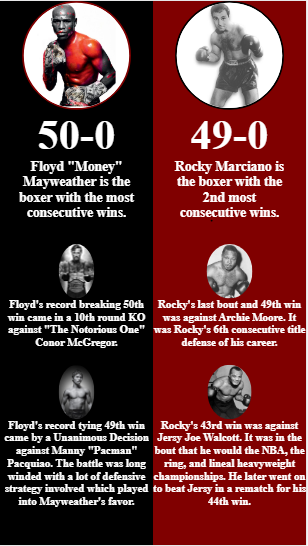 50-0
Floyd "Money"
Mayweather is the
boxer with the most
consecutive wins.
Floyd's record breaking 50th
win came in a 10th round KO
against "The Notorious One"
Conor McGregor.
Floyd's record tying 49th win
came by a Unanimous Decision
against Manny "Pacman"
Pacquiao. The battle was long
winded with a lot of defensive
strategy involved which played
into Mayweather's favor.
49-0
Rocky Marciano is
the boxer with the
2nd most
consecutive wins.
Rocky's last bout and 49th win
was against Archie Moore. It
was Rocky's 6th consecutive title
defense of his career.
Rocky's 43rd win was against
Jersy Joe Walcott. It was in the
bout that he would the NBA, the
ring, and lineal heavyweight
championships. He later went on
to beat Jersy in a rematch for his
44th win.